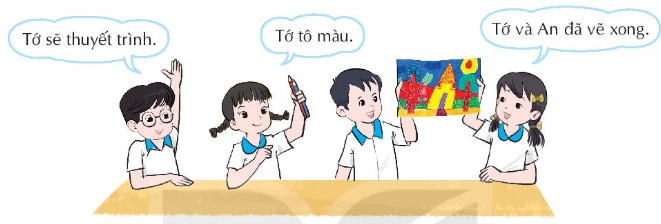 Tớ sẽ thuyết trình.
Tớ tô màu.
Tớ và An đã vẽ xong.